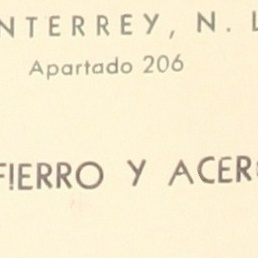 NTERREY, N. L
Apartado 206
FIERRO Y ACER